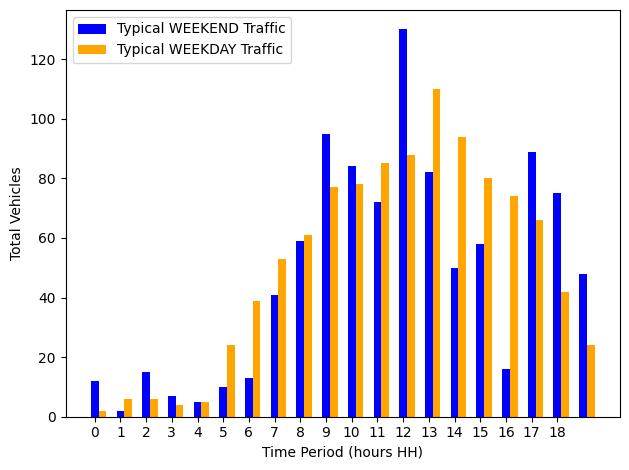 Typical WEEKEND Traffic
Typical WEEKDAY Traffic
120
100
80
60
40
20
0
Total Vehicles
0 1 2 3 4 5 6 7 8 9 10 11 12 13 14 15 16 17 18
Time Period (hours HH)